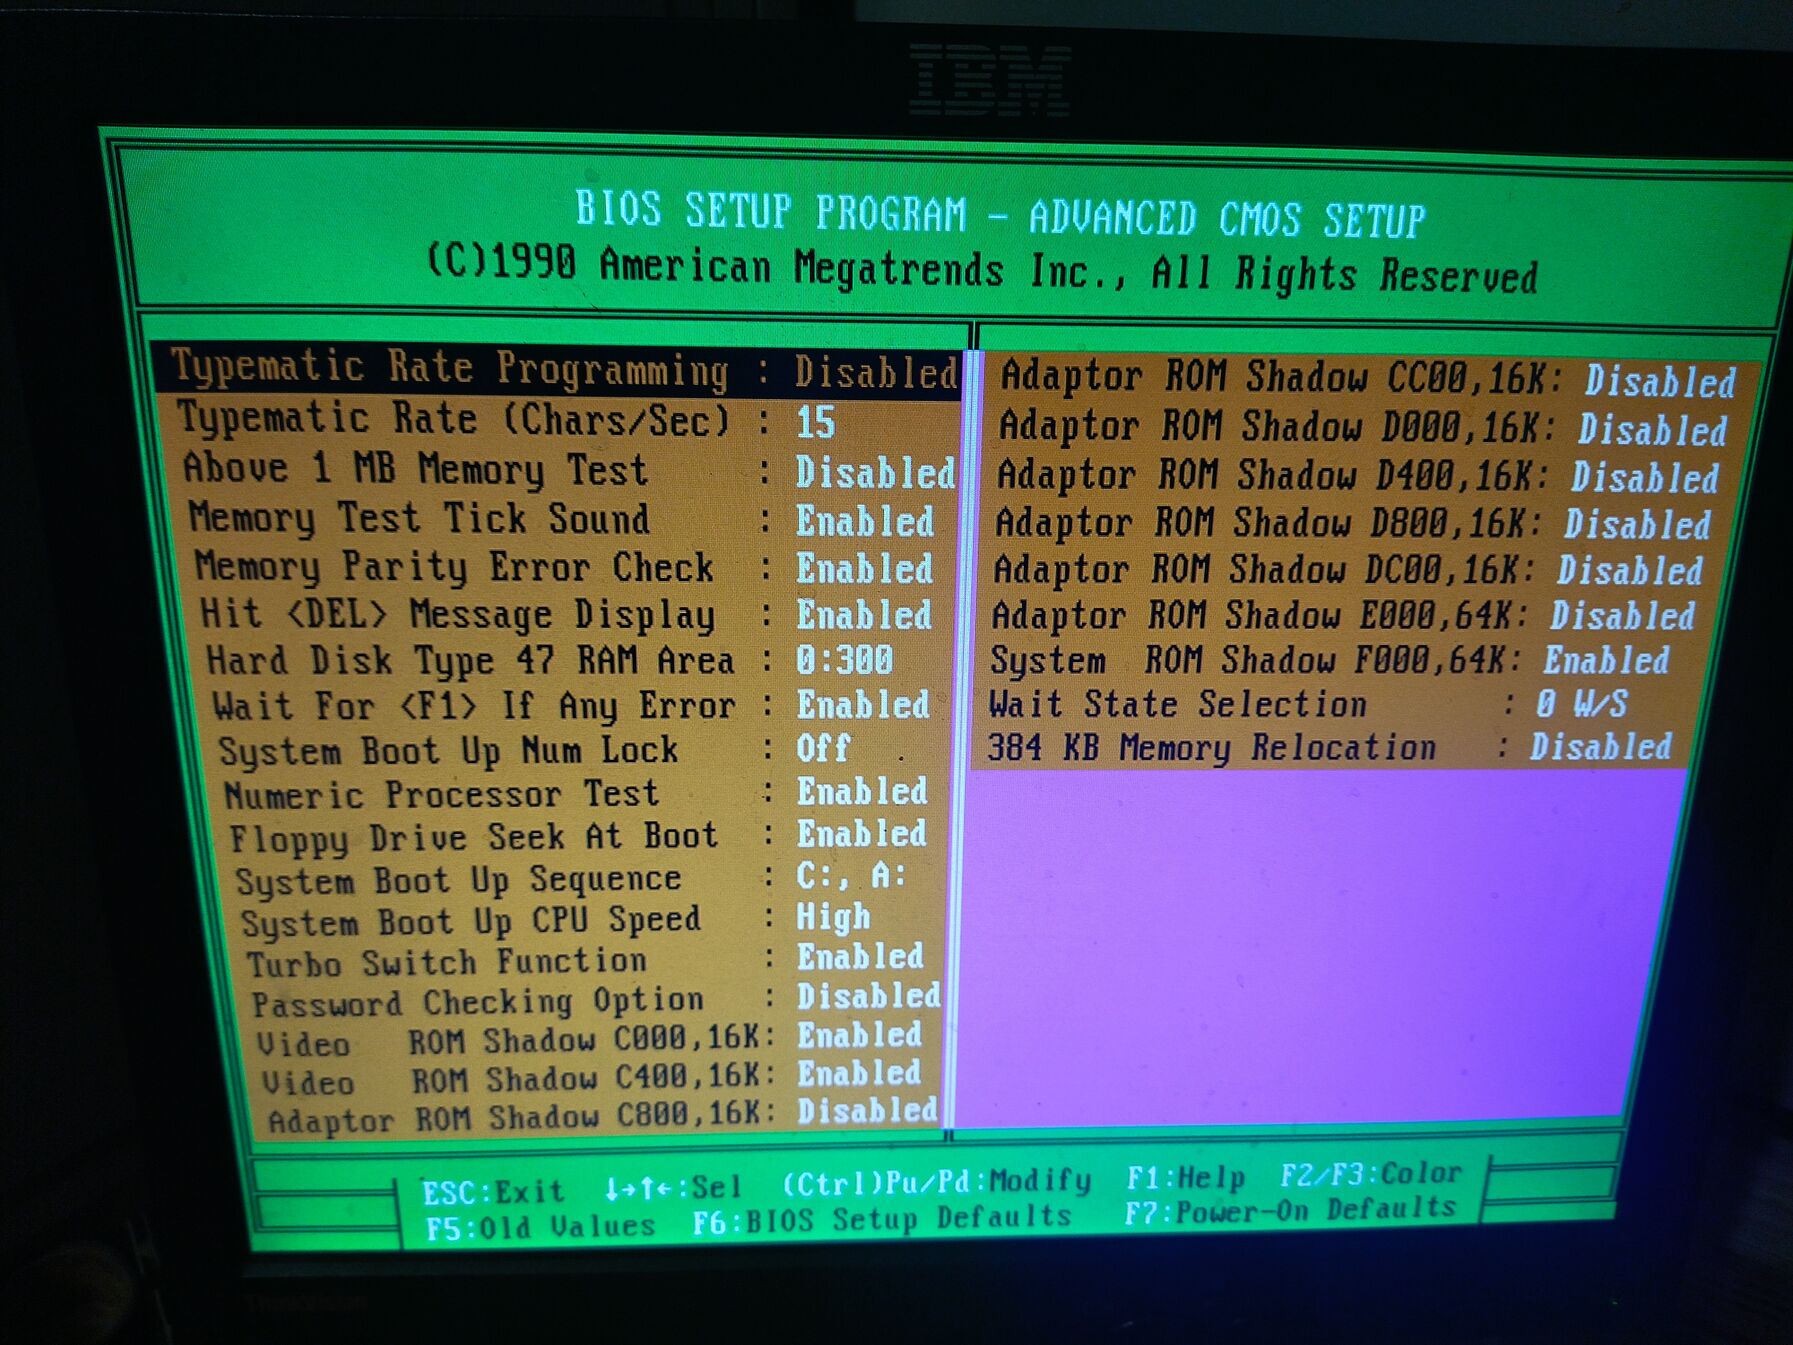 IBM
BIOS SETUP PROGRAM - ADVANCED CMOS SETUP
(C)1990 American Megatrends Inc., All Rights Reserved
Typematic Rate Programming : Disabled
Typematic Rate (Chars/Sec) : 15
Above 1 MB Memory Test : Disabled
Memory Test Tick Sound : Enabled
Memory Parity Error Check : Enabled
Hit <DEL> Message Display : Enabled
Hard Disk Type 47 RAM Area : 0:300
Wait For <F1> If Any Error : Enabled
System Boot Up Num Lock : Off
Numeric Processor Test : Enabled
Floppy Drive Seek At Boot : Enabled
System Boot Up Sequence : C:, A:
System Boot Up CPU Speed : High
Turbo Switch Function : Enabled
Password Checking Option : Disabled
Video ROM Shadow C000,16K: Enabled
Video ROM Shadow C400,16K: Enabled
Adaptor ROM Shadow C800,16K: Disabled
Adaptor ROM Shadow CC00,16K: Disabled
Adaptor ROM Shadow D000,16K: Disabled
Adaptor ROM Shadow D400,16K: Disabled
Adaptor ROM Shadow D800,16K: Disabled
Adaptor ROM Shadow DC00,16K: Disabled
Adaptor ROM Shadow E000,64K: Disabled
System ROM Shadow F000,64K: Enabled
Wait State Selection : 0 W/S
384 KB Memory Relocation : Disabled
ESC:Exit ↓→↑←:Sel (Ctrl)Pu/Pd:Modify F1:Help F2/F3:Color
F5:Old Values F6:BIOS Setup Defaults F7:Power-On Defaults
ThinkVision